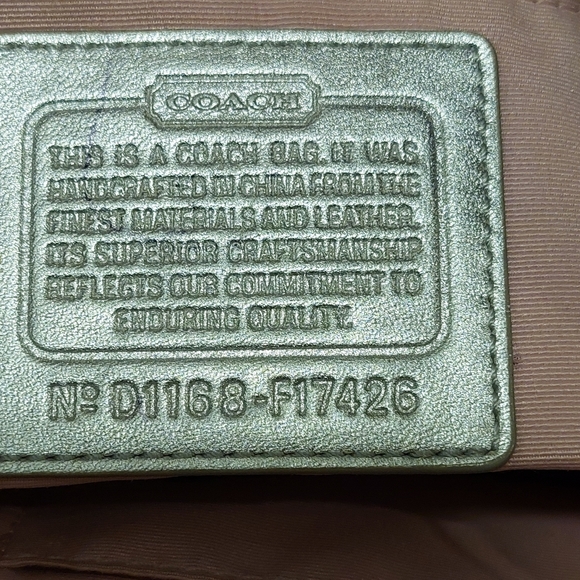 COACH
THIS IS A COACH BAG. IT WAS
HANDCRAFTED IN CHINA FROM THE
FINEST MATERIALS AND LEATHER.
ITS SUPERIOR CRAFTSMANSHIP
REFLECTS OUR COMMITMENT TO
ENDURING QUALITY.
Nº D1168-F17426